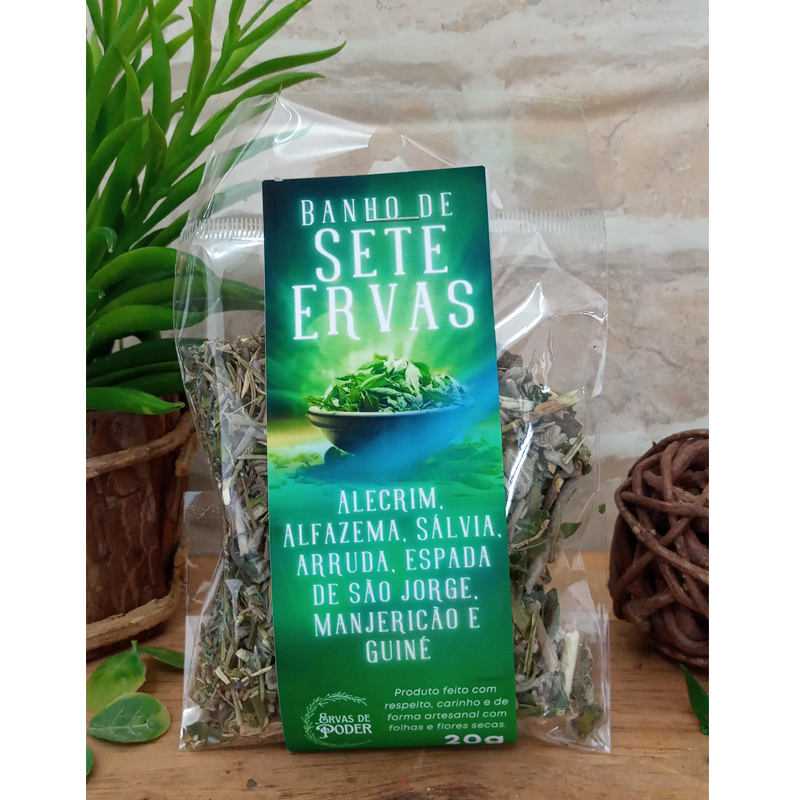 BANHO DE
SETE
ERVAS
ALECRIM,
ALFAZEMA, SÁLVIA,
ARRUDA, ESPADA
DE SÃO JORGE,
MANJERICÃO E
GUINÉ
ERVAS DE
PODER
Produto feito com
respeito, carinho e de
forma artesanal com
folhas e flores secas.
20g